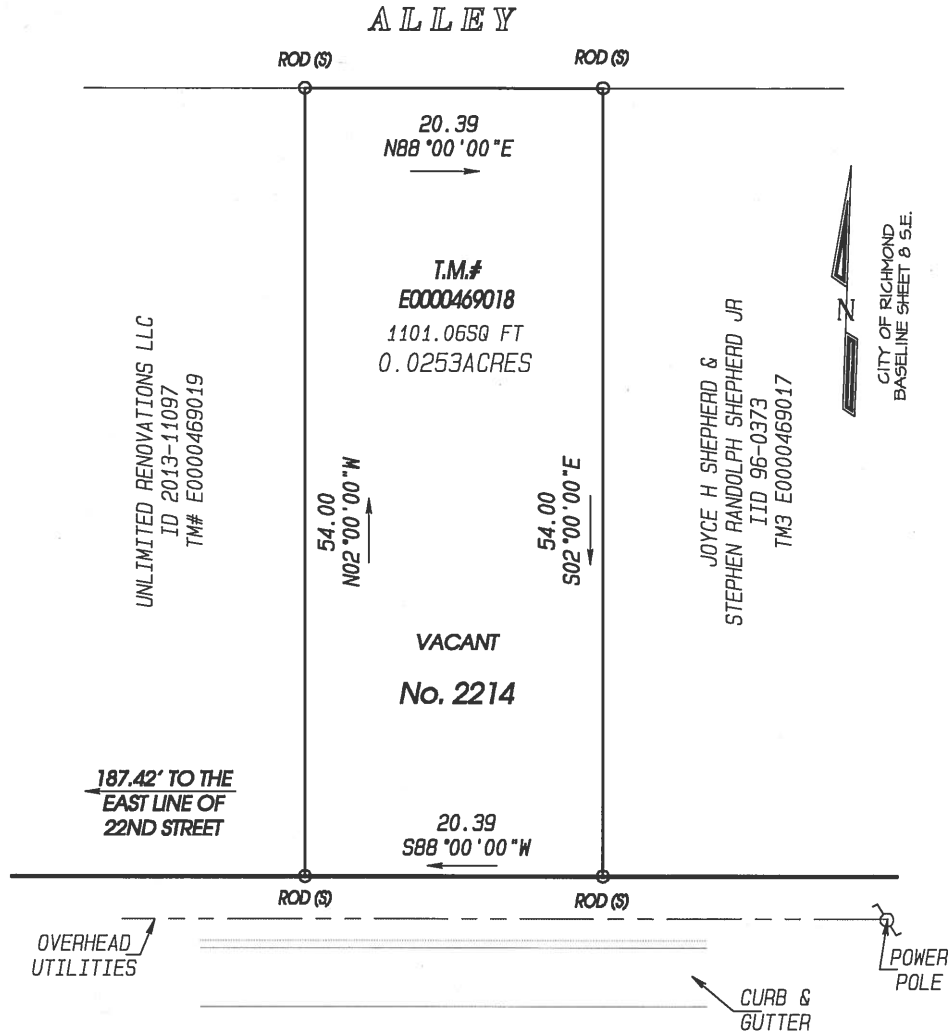 ALLEY
ROD (S)
ROD (S)
20.39
N88°00'00"E
T.M.#
E0000469018
1101.06SQ FT
0.0253ACRES
UNLIMITED RENOVATIONS LLC
ID 2013-11097
TM# E0000469019
54.00
N02°00'00"W
54.00
S02°00'00"E
JOYCE H SHEPHERD &
STEPHEN RANDOLPH SHEPHERD JR
IID 96-0373
TM3 E0000469017
N
CITY OF RICHMOND
BASELINE SHEET 8 S.E.
VACANT
No. 2214
187.42' TO THE
EAST LINE OF
22ND STREET
20.39
S88°00'00"W
ROD (S)
ROD (S)
OVERHEAD
UTILITIES
POWER
POLE
CURB &
GUTTER